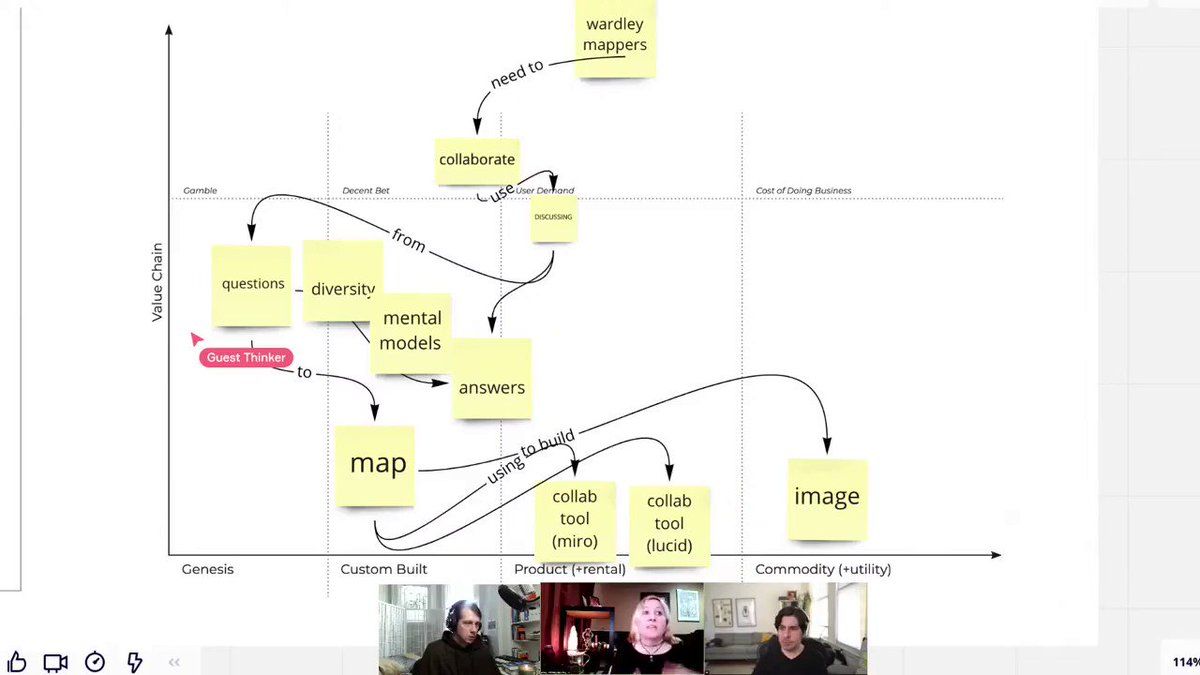 wardley
mappers
need to
collaborate
Gamble
Decent Bet
use
User Demand
Cost of Doing Business
DISCUSSING
from
Value Chain
questions
diversity
mental
models
Guest Thinker
to
answers
map
to build
using
collab
tool
(miro)
collab
tool
(lucid)
image
Genesis
Custom Built
Product (+rental)
Commodity (+utility)
114%